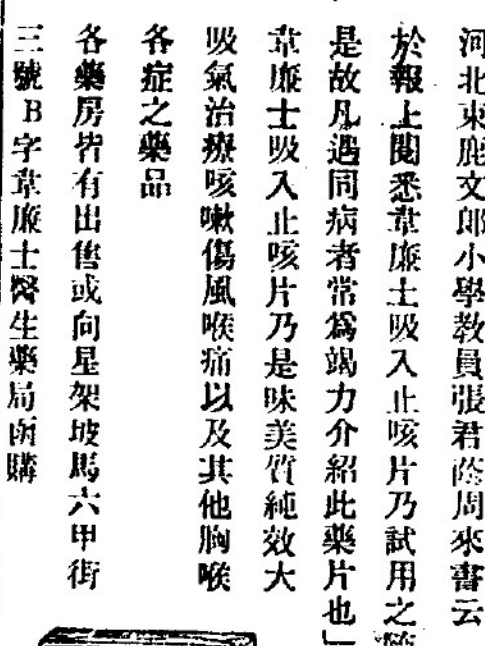 河北束鹿文郎小學教員張君蔭周來書云
於報上閱悉韋廉士吸入止咳片乃試用之隨
是故凡遇同病者常爲竭力介紹此藥片也」
韋廉士吸入止咳片乃是味美質純效大
吸氣治療咳嗽傷風喉痛以及其他胸喉
各症之藥品
各藥房皆有出售或向星架坡馬六甲街
三號B字韋廉士醫生藥局函購